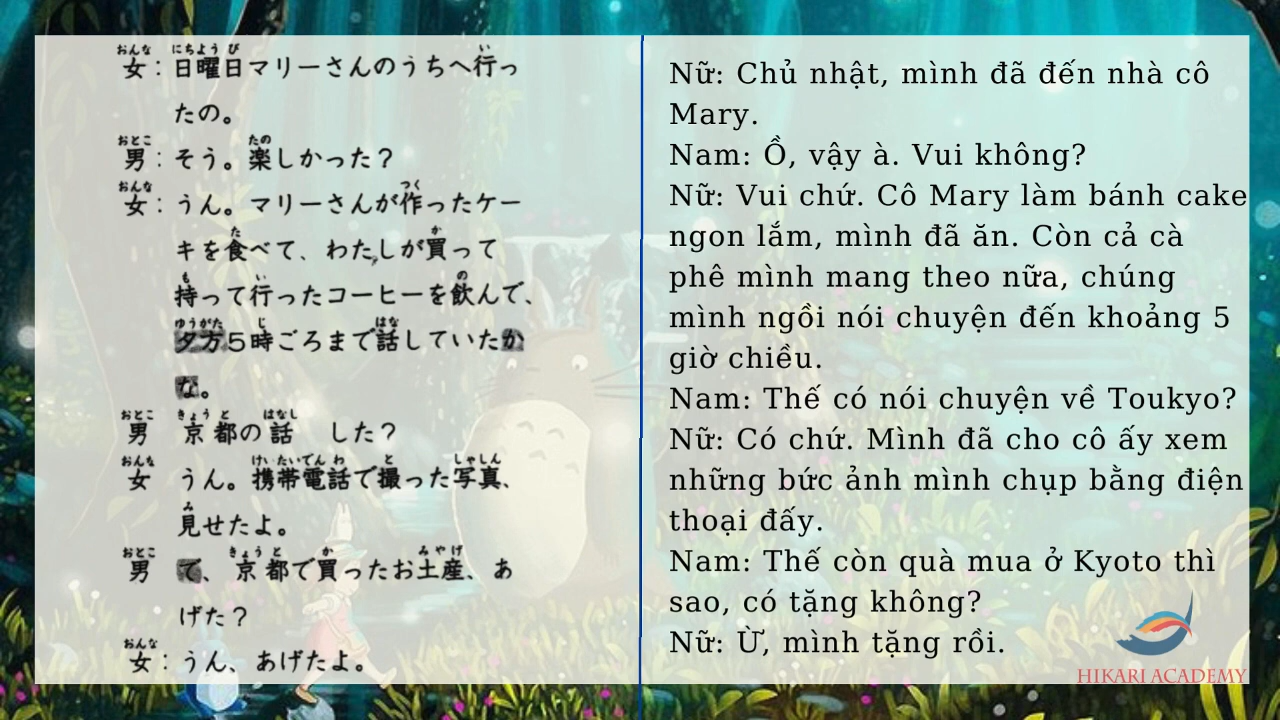 女：日曜日マリーさんのうちへ行っ
たの。
男：そう。楽しかった？
女：うん。マリーさんが作ったケー
キを食べて、わたしが買って
持って行ったコーヒーを飲んで、
夕方5時ごろまで話していたか
な。
男 京都の話 した？
女 うん。携帯電話で撮った写真、
見せたよ。
男 で、京都で買ったお土産、あ
げた？
女：うん、あげたよ。
Nữ: Chủ nhật, mình đã đến nhà cô
Mary.
Nam: Ồ, vậy à. Vui không?
Nữ: Vui chứ. Cô Mary làm bánh cake
ngon lắm, mình đã ăn. Còn cả cà
phê mình mang theo nữa, chúng
mình ngồi nói chuyện đến khoảng 5
giờ chiều.
Nam: Thế có nói chuyện về Toukyo?
Nữ: Có chứ. Mình đã cho cô ấy xem
những bức ảnh mình chụp bằng điện
thoại đấy.
Nam: Thế còn quà mua ở Kyoto thì
sao, có tặng không?
Nữ: Ừ, mình tặng rồi.
HIKARI ACADEMY